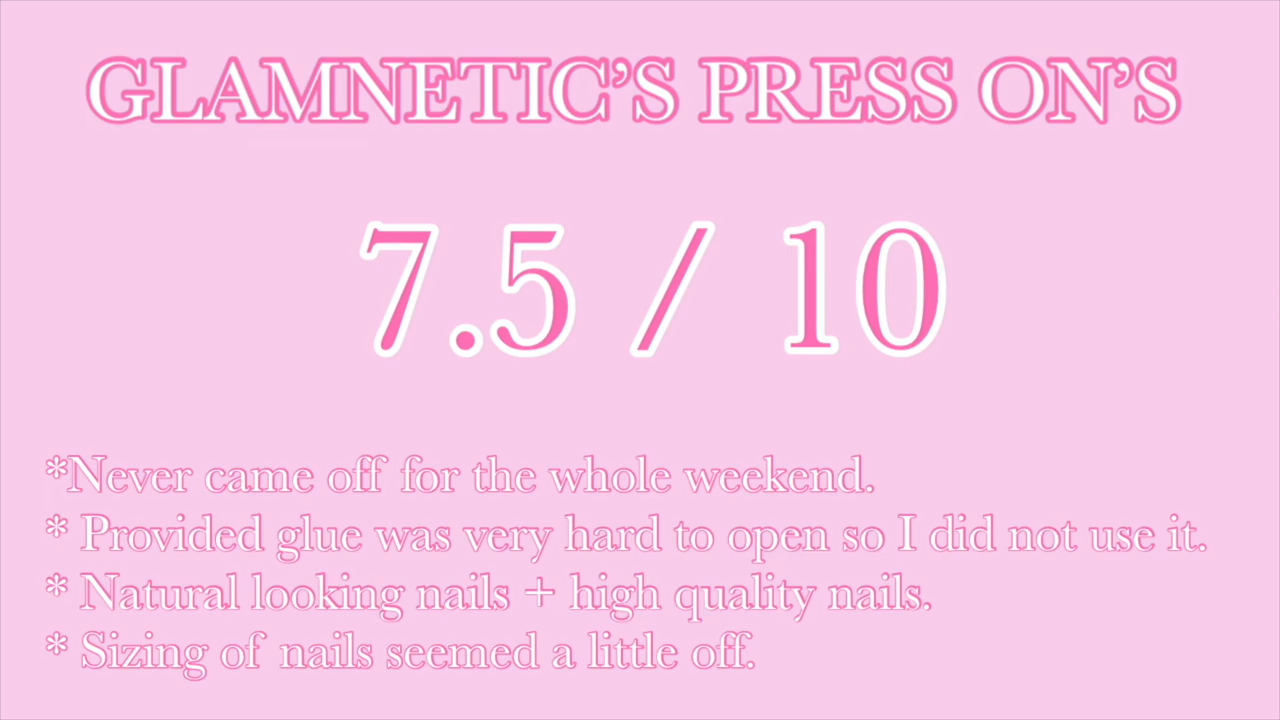 GLAMNETIC’S PRESS ON’S
7.5 / 10
*Never came off for the whole weekend.
* Provided glue was very hard to open so I did not use it.
* Natural looking nails + high quality nails.
* Sizing of nails seemed a little off.